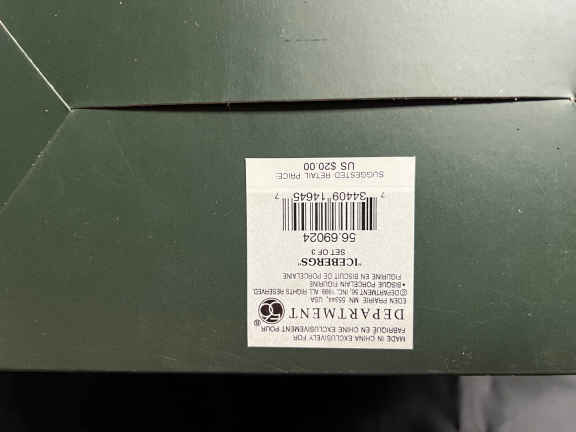 MADE IN CHINA EXCLUSIVELY FOR
FABRIQUÉ EN CHINE EXCLUSIVEMENT POUR
DEPARTMENT 56®
EDEN PRAIRIE MN 55344, USA
©DEPARTMENT 56, INC. 1999 ALL RIGHTS RESERVED.
•BISQUE PORCELAIN FIGURINE
FIGURINE EN BISCUIT DE PORCELAINE
"ICEBERGS"
SET OF 3
56.69024
7 34409 14645 7
SUGGESTED RETAIL PRICE:
US $20.00